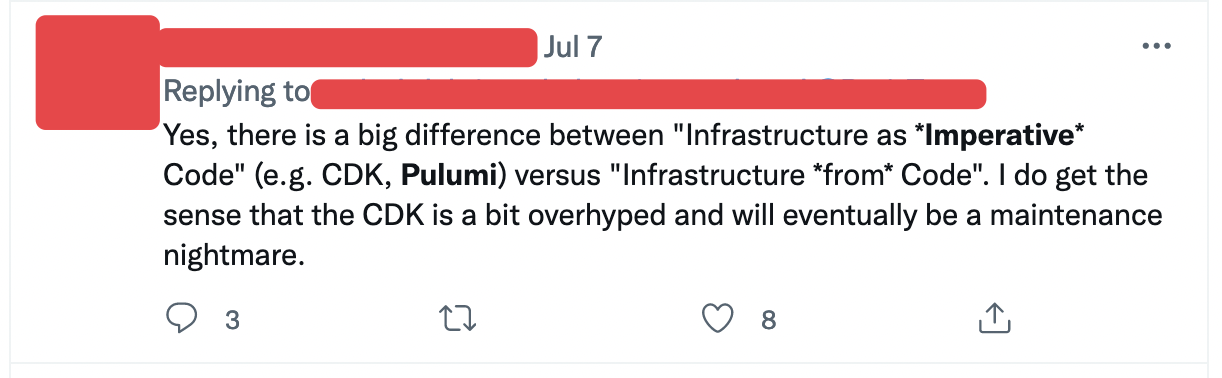 Jul 7
Replying to
Yes, there is a big difference between "Infrastructure as *Imperative*
Code" (e.g. CDK, Pulumi) versus "Infrastructure *from* Code". I do get the
sense that the CDK is a bit overhyped and will eventually be a maintenance
nightmare.
3 8